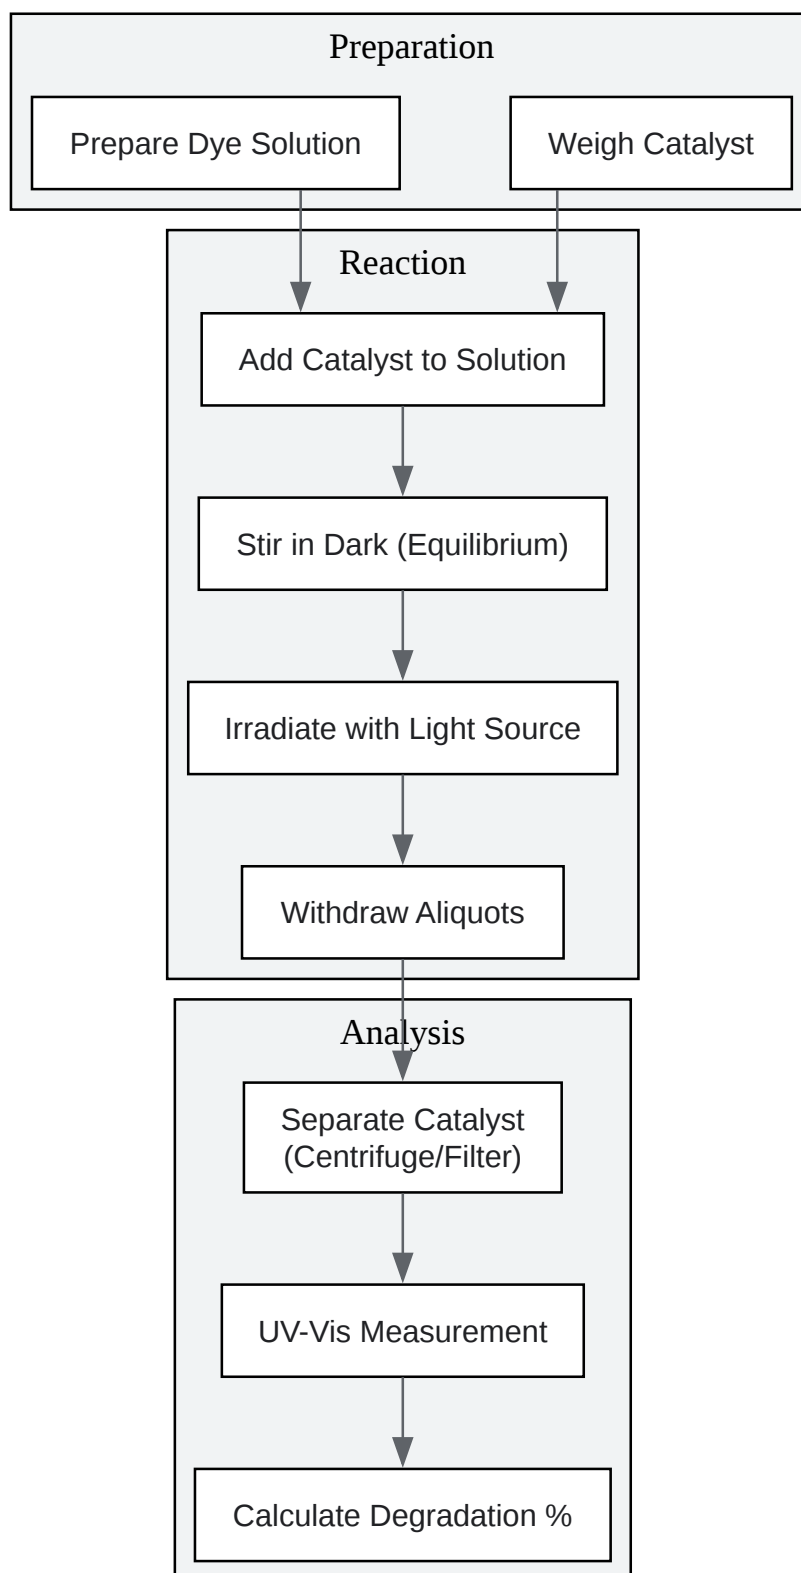 Preparation
Prepare Dye Solution
Weigh Catalyst
Reaction
Add Catalyst to Solution
Stir in Dark (Equilibrium)
Irradiate with Light Source
Withdraw Aliquots
Analysis
Separate Catalyst
(Centrifuge/Filter)
UV-Vis Measurement
Calculate Degradation %